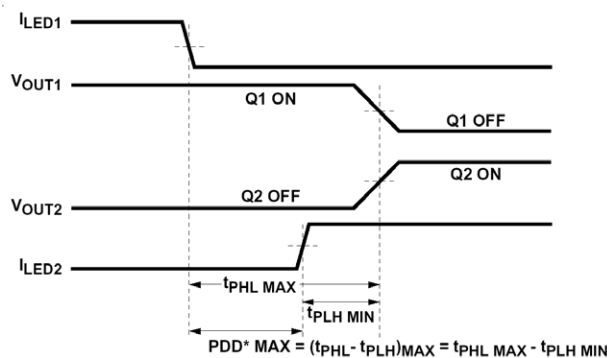 ILED1
VOUT1
Q1 ON
Q1 OFF
Q2 OFF
Q2 ON
VOUT2
ILED2
tPHL MAX
tPLH MIN
PDD* MAX = (tPHL- tPLH)MAX = tPHL MAX - tPLH MIN